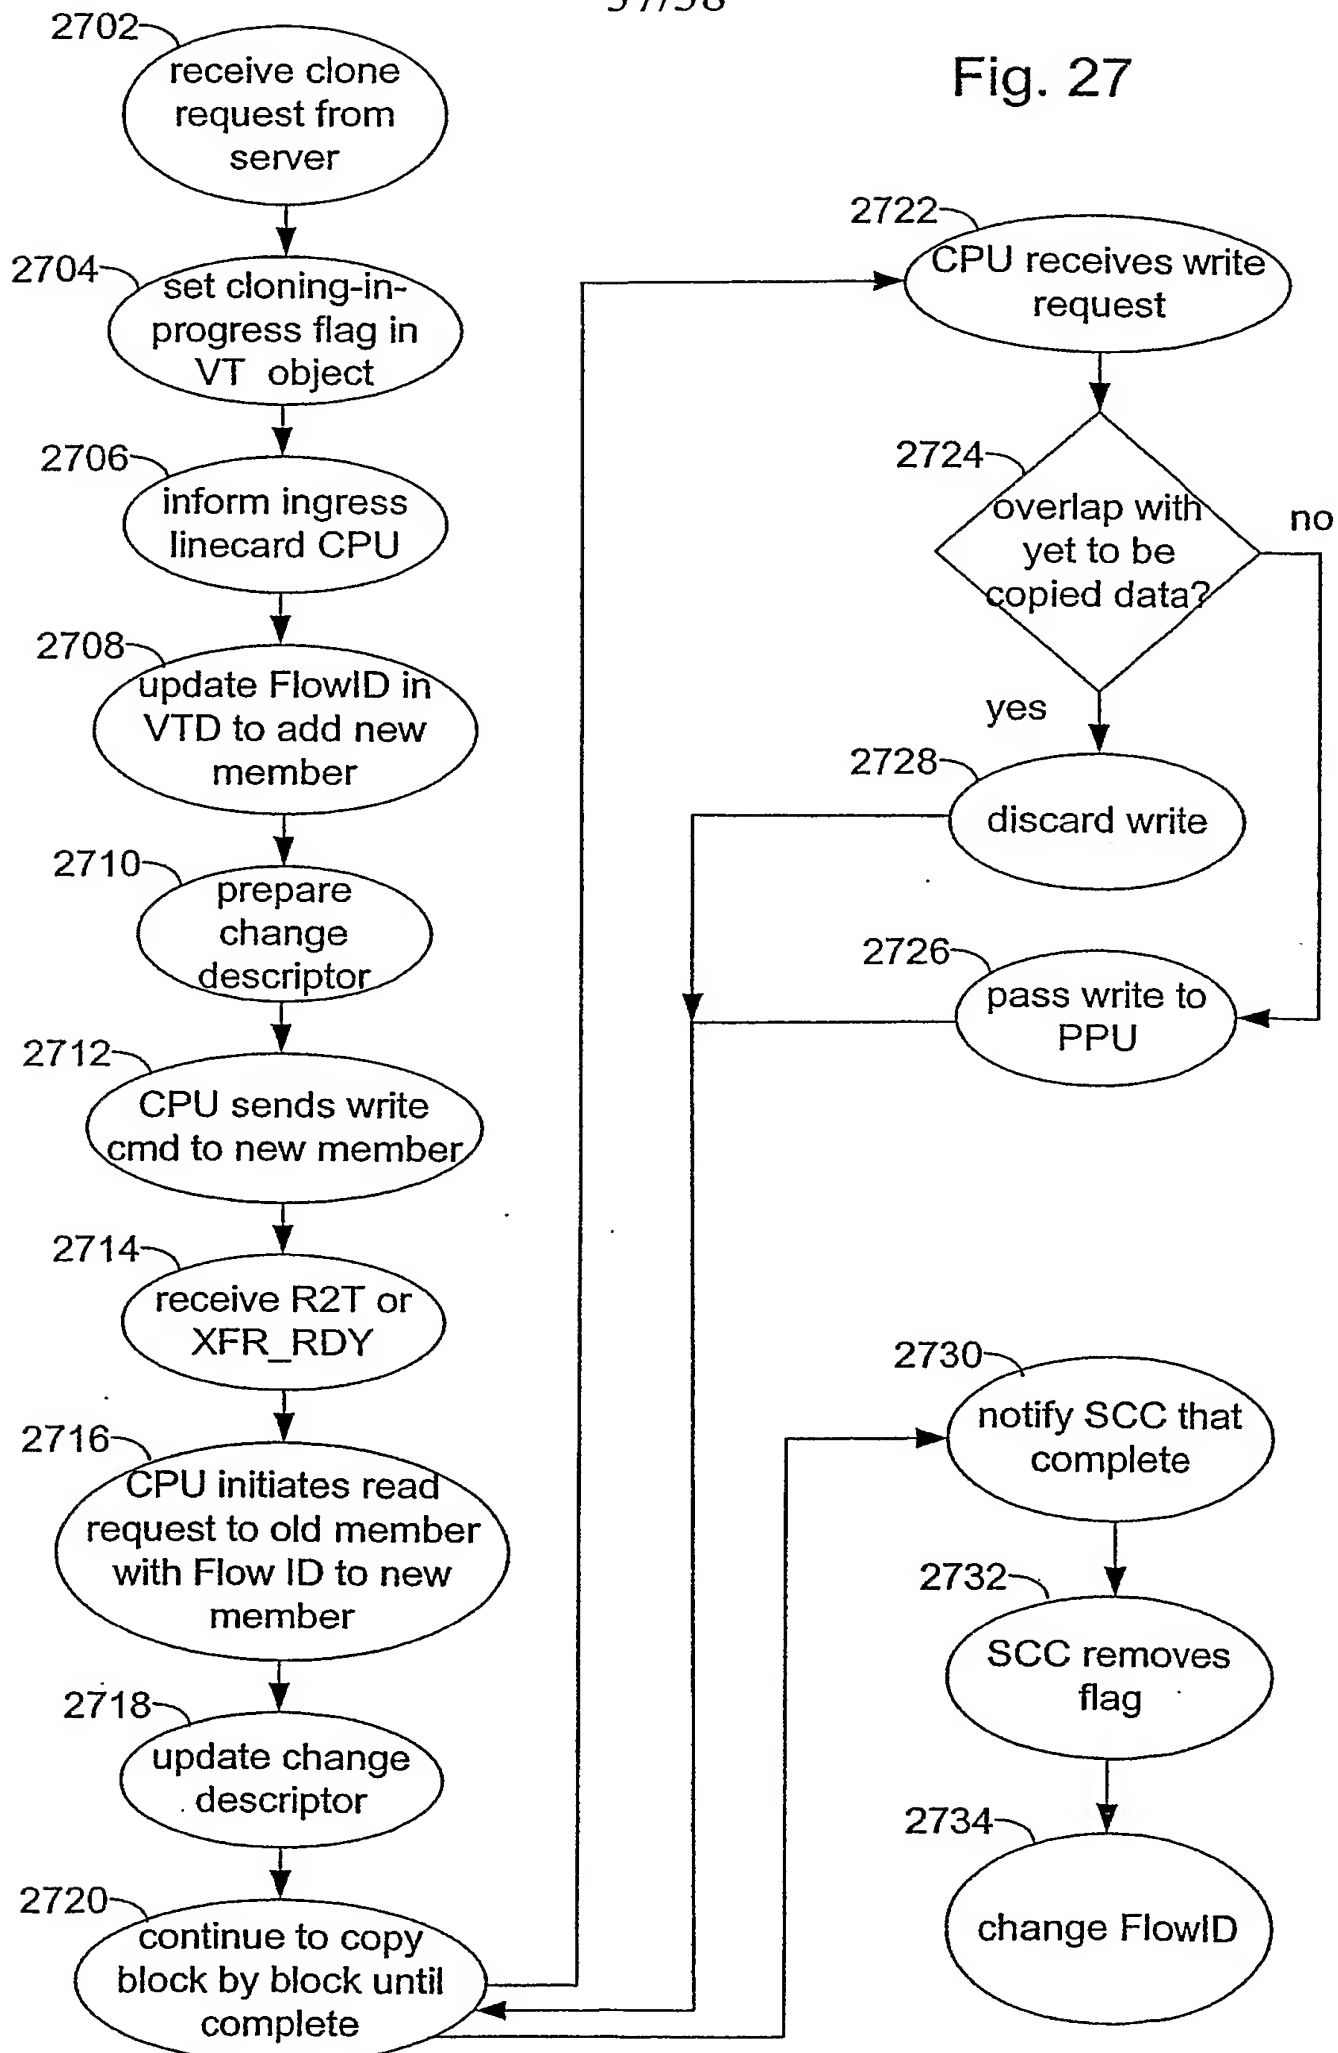 37/38
Fig. 27
2702
receive clone
request from
server
2704
set cloning-in-
progress flag in
VT object
2706
inform ingress
linecard CPU
2708
update FlowID in
VTD to add new
member
2710
prepare
change
descriptor
2712
CPU sends write
cmd to new member
2714
receive R2T or
XFR_RDY
2716
CPU initiates read
request to old member
with Flow ID to new
member
2718
update change
descriptor
2720
continue to copy
block by block until
complete
2722
CPU receives write
request
2724
overlap with
yet to be
copied data?
no
yes
2728
discard write
2726
pass write to
PPU
2730
notify SCC that
complete
2732
SCC removes
flag
2734
change FlowID